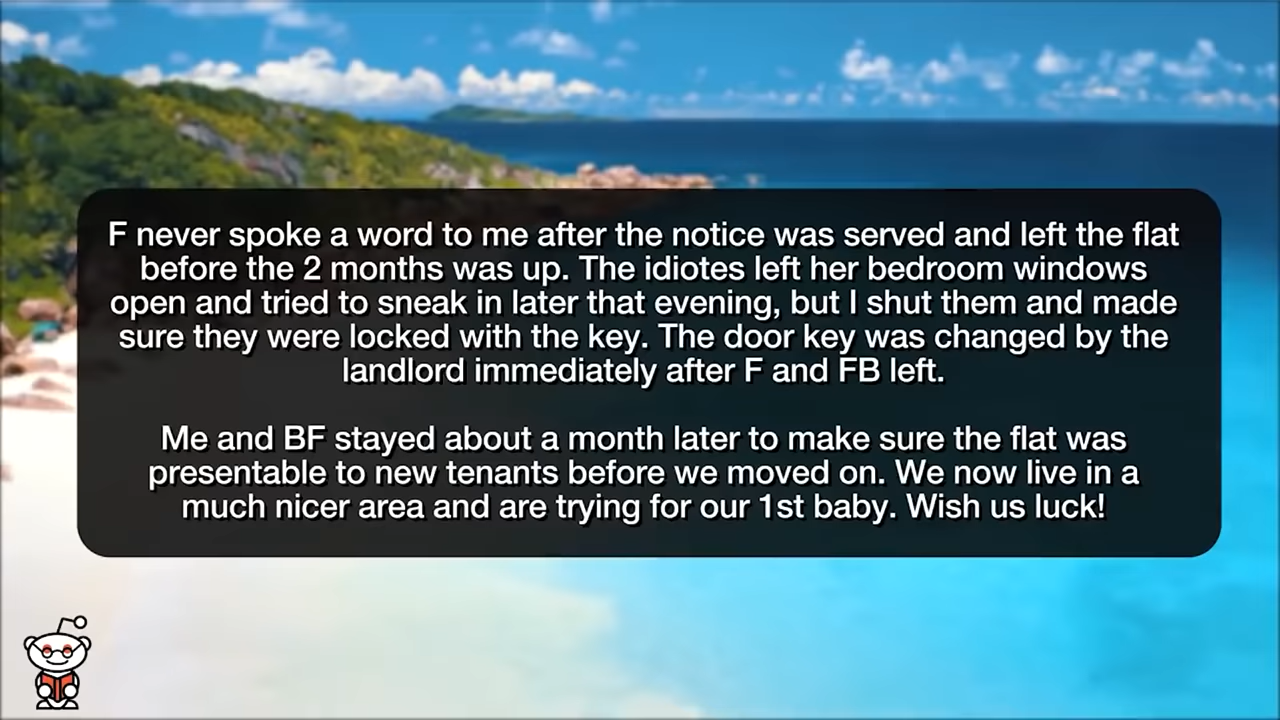 F never spoke a word to me after the notice was served and left the flat
before the 2 months was up. The idiotes left her bedroom windows
open and tried to sneak in later that evening, but I shut them and made
sure they were locked with the key. The door key was changed by the
landlord immediately after F and FB left.
Me and BF stayed about a month later to make sure the flat was
presentable to new tenants before we moved on. We now live in a
much nicer area and are trying for our 1st baby. Wish us luck!